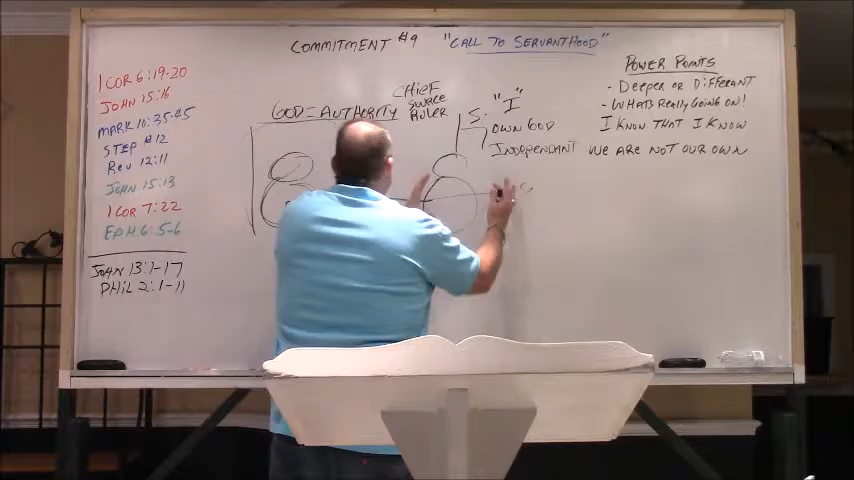 COMMITMENT #9 "CALL TO SERVANTHOOD"
1 COR 6:19-20
JOHN 15:16
MARK 10:35-45
STEP #12
REV 12:11
JOHN 15:13
1 COR 7:22
EPH 6:5-6
JOHN 13:1-17
PHIL 2:1-11
GOD = AUTHORITY
CHIEF
SOURCE
RULER
S.
"I"
OWN GOD
INDEPENDANT
POWER POINTS
- DEEPER OR DIFFERANT
- WHATS REALLY GOING ON!
I KNOW THAT I KNOW
WE ARE NOT OUR OWN